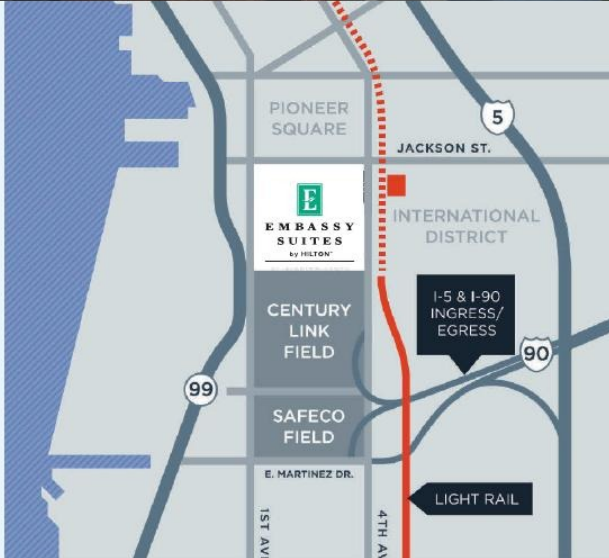 PIONEER
SQUARE
5
JACKSON ST.
E
EMBASSY
SUITES
by HILTON™
INTERNATIONAL
DISTRICT
I-5 & I-90
INGRESS/
EGRESS
CENTURY
LINK
FIELD
90
99
SAFECO
FIELD
E. MARTINEZ DR.
LIGHT RAIL
1ST AV
4TH AV